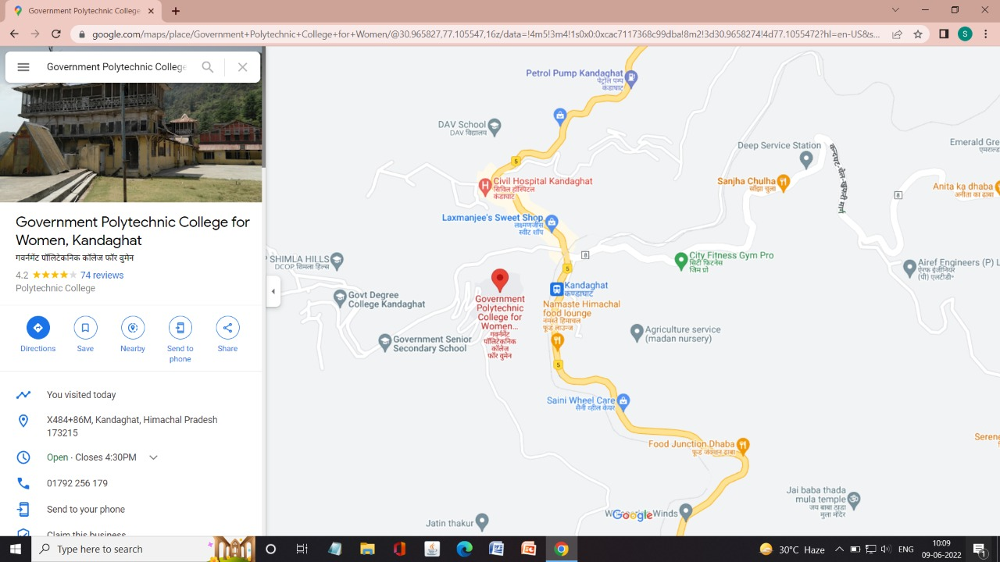 Government Polytechnic College
google.com/maps/place/Government+Polytechnic+College+for+Women/@30.965827,77.105547,16z/data=!4m5!3m4!1s0x0:0xcac7117368c99dba!8m2!3d30.9658274!4d77.1055472?hl=en-US&s...
S
Government Polytechnic College
Government Polytechnic College for
Women, Kandaghat
गवर्नमेंट पॉलिटेकनिक कॉलेज फॉर वुमेन
4.2 74 reviews
Polytechnic College
Directions
Save
Nearby
Send to
phone
Share
You visited today
X484+86M, Kandaghat, Himachal Pradesh
173215
Open · Closes 4:30PM
01792 256 179
Send to your phone
Claim this business
Petrol Pump Kandaghat
पेट्रोल पम्प
कंडाघाट
DAV School
DAV विद्यालय
5
Deep Service Station
Emerald Gre
एमराल्ड
Civil Hospital Kandaghat
सिविल हॉस्पिटल
कंडाघाट
Sanjha Chulha
साँझा चुला
Anita ka dhaba
अनीता का ढाबा
8
Laxmanjee's Sweet Shop
लक्ष्मणजीस
स्वीट शॉप
P SHIMLA HILLS
DCOP शिमला हिल्स
8
5
City Fitness Gym Pro
सिटी फिटनेस
जिम प्रो
Airef Engineers (P) L
ऐरफ इंजीनियर
(पी) एलटीडी॰
Govt Degree
College Kandaghat
Kandaghat
कण्डाघाट
Government
Polytechnic
College for
Women...
गवर्नमेंट
पॉलिटेकनिक
कॉलेज
फॉर वुमेन
Namaste Himachal
food lounge
नमस्ते हिमाचल
फ़ूड लाउन्ज
Government Senior
Secondary School
Agriculture service
(madan nursery)
5
Saini Wheel Care
सैनी व्हील केयर
Food Junction Dhaba
फ़ूड जंक्शन ढाबा
Serene
Jai baba thada
mula temple
जय बाबा ठाडा
मुला मंदिर
Winds
Google
Jatin thakur
Type here to search
30°C Haze
ENG
10:09
09-06-2022
1